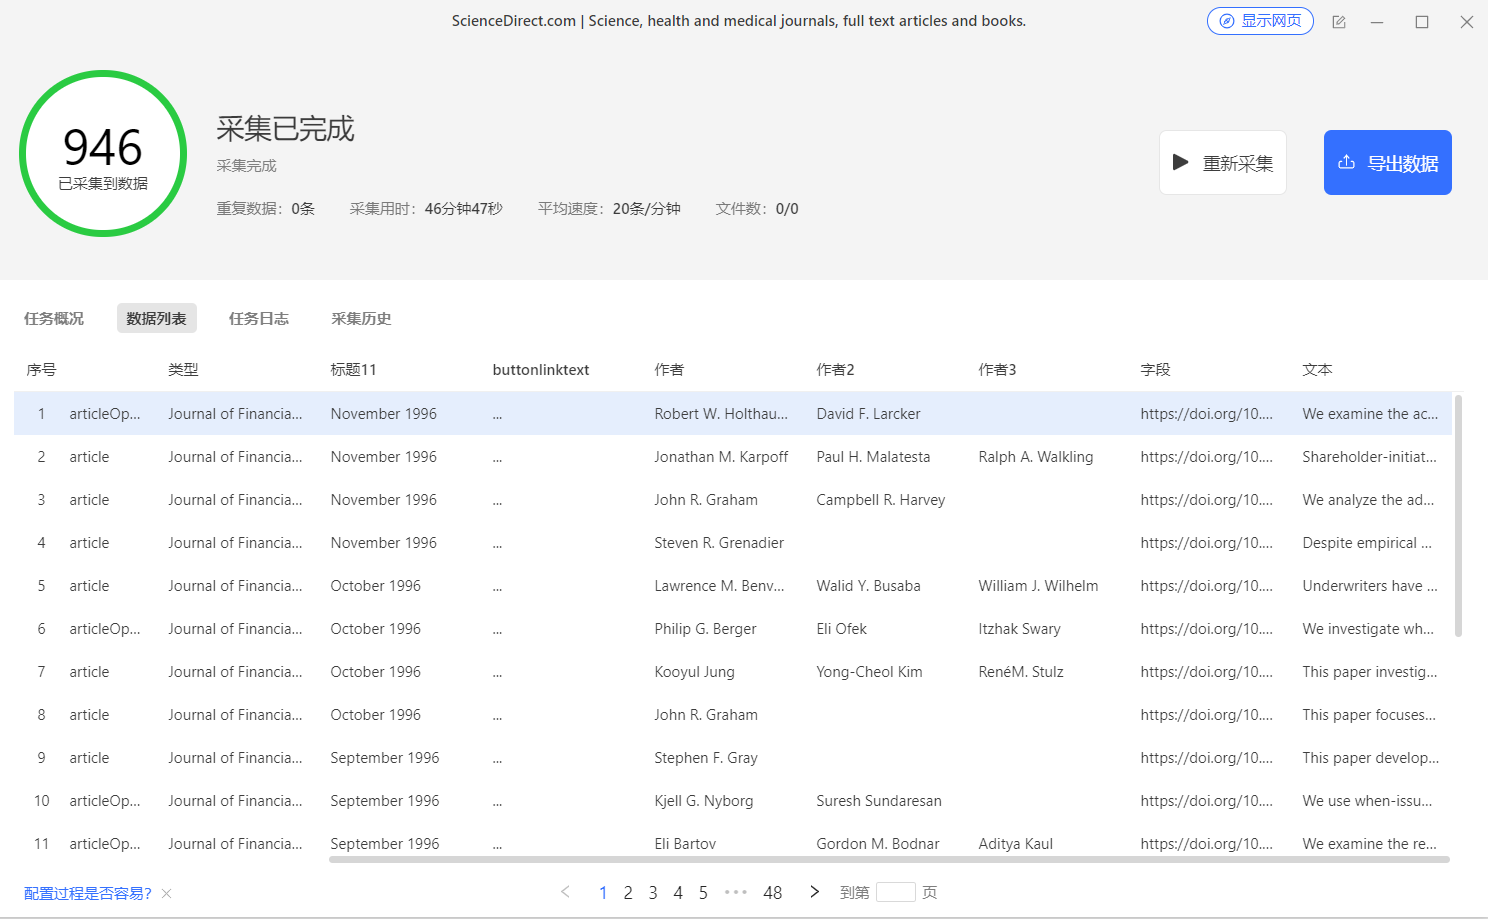 ScienceDirect.com | Science, health and medical journals, full text articles and books.
显示网页
946
已采集到数据
采集已完成
采集完成
重复数据：0条 采集用时：46分钟47秒 平均速度：20条/分钟 文件数：0/0
重新采集
导出数据
任务概况 数据列表 任务日志 采集历史
序号 类型 标题11 buttonlinktext 作者 作者2 作者3 字段 文本
1 articleOp... Journal of Financia... November 1996 ... Robert W. Holthau... David F. Larcker https://doi.org/10.... We examine the ac...
2 article Journal of Financia... November 1996 ... Jonathan M. Karpoff Paul H. Malatesta Ralph A. Walkling https://doi.org/10.... Shareholder-initiat...
3 article Journal of Financia... November 1996 ... John R. Graham Campbell R. Harvey https://doi.org/10.... We analyze the ad...
4 article Journal of Financia... November 1996 ... Steven R. Grenadier https://doi.org/10.... Despite empirical ...
5 article Journal of Financia... October 1996 ... Lawrence M. Benv... Walid Y. Busaba William J. Wilhelm https://doi.org/10.... Underwriters have ...
6 articleOp... Journal of Financia... October 1996 ... Philip G. Berger Eli Ofek Itzhak Swary https://doi.org/10.... We investigate wh...
7 article Journal of Financia... October 1996 ... Kooyul Jung Yong-Cheol Kim RenéM. Stulz https://doi.org/10.... This paper investig...
8 article Journal of Financia... October 1996 ... John R. Graham https://doi.org/10.... This paper focuses...
9 article Journal of Financia... September 1996 ... Stephen F. Gray https://doi.org/10.... This paper develop...
10 articleOp... Journal of Financia... September 1996 ... Kjell G. Nyborg Suresh Sundaresan https://doi.org/10.... We use when-issu...
11 articleOp... Journal of Financia... September 1996 ... Eli Bartov Gordon M. Bodnar Aditya Kaul https://doi.org/10.... We examine the re...
配置过程是否容易? 1 2 3 4 5 ••• 48 到第 页